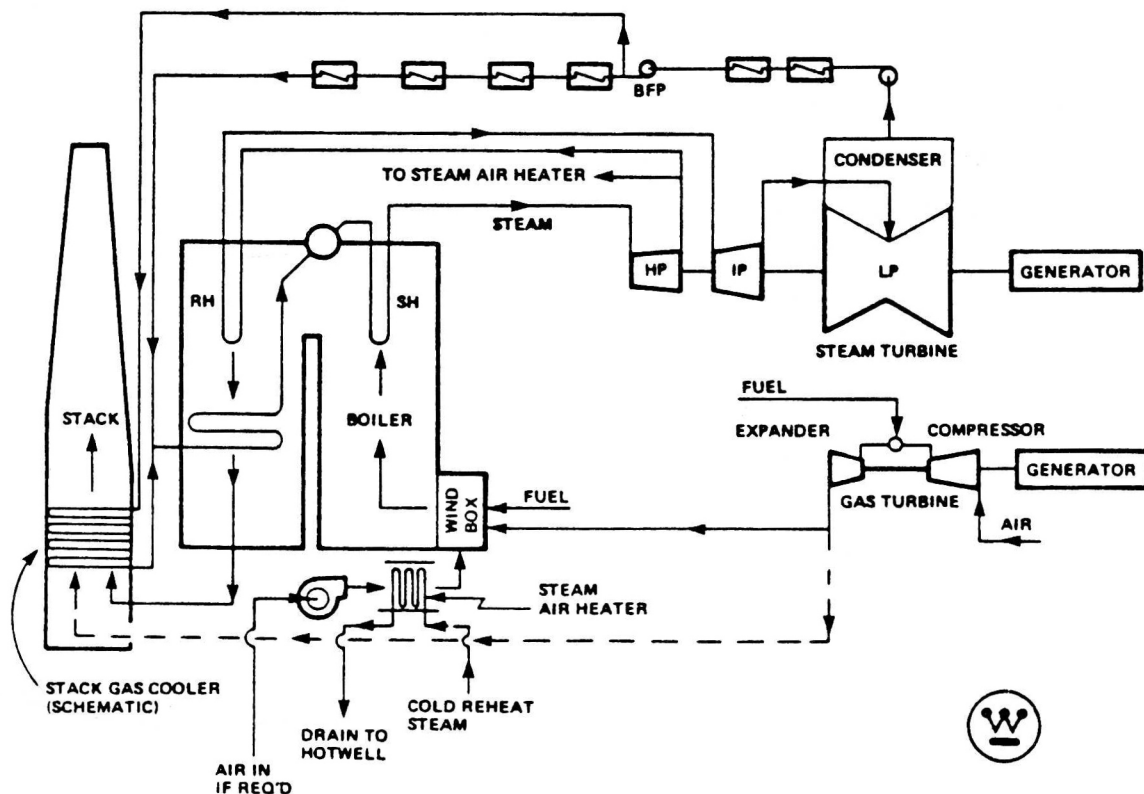 BFP
CONDENSER
TO STEAM AIR HEATER
STEAM
HP
IP
LP
GENERATOR
RH
SH
STEAM TURBINE
FUEL
STACK
BOILER
EXPANDER
COMPRESSOR
GENERATOR
WIND
BOX
FUEL
GAS TURBINE
AIR
STEAM
AIR HEATER
STACK GAS COOLER
(SCHEMATIC)
COLD REHEAT
STEAM
DRAIN TO
HOTWELL
AIR IN
IF REQ'D
W